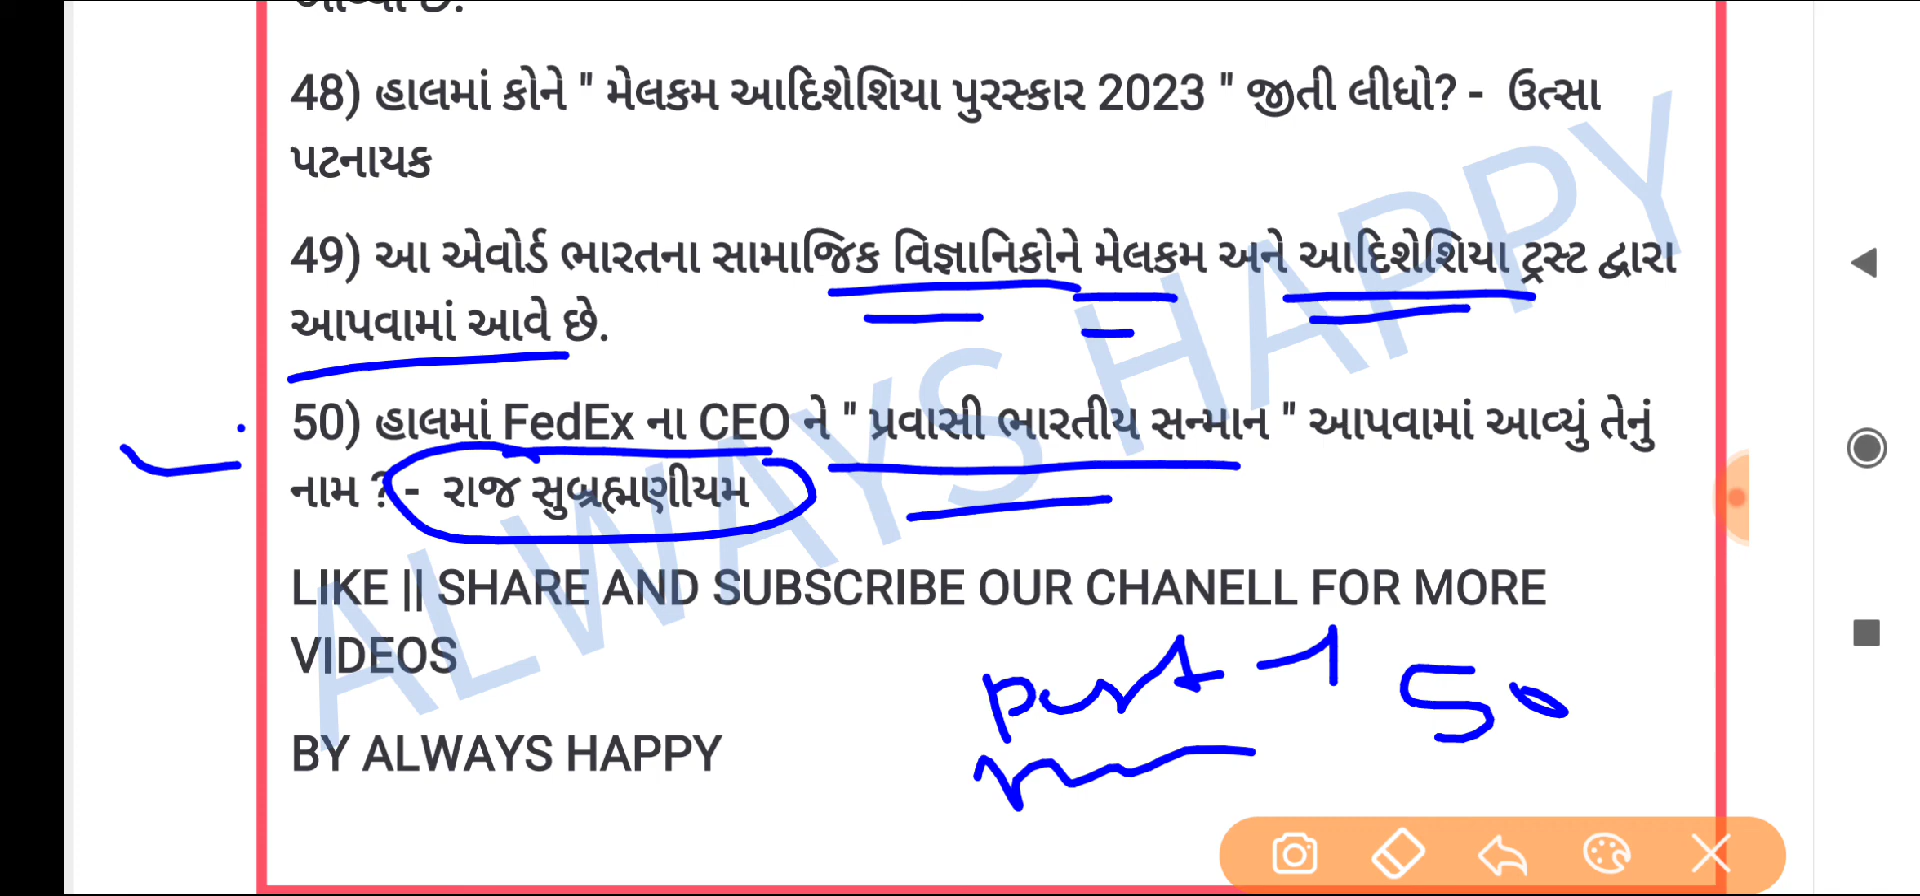 48) હાલમાં કોને " મેલકમ આદિશેશિયા પુરસ્કાર 2023 " જીતી લીધો? - ઉત્સા
પટનાયક
49) આ એવોર્ડ ભારતના સામાજિક વિજ્ઞાનિકોને મેલકમ અને આદિશેશિયા ટ્રસ્ટ દ્વારા
આપવામાં આવે છે.
50) હાલમાં FedEx ના CEO ને " પ્રવાસી ભારતીય સન્માન " આપવામાં આવ્યું તેનું
નામ ? - રાજ સુબ્રહ્મણીયમ
LIKE || SHARE AND SUBSCRIBE OUR CHANELL FOR MORE
VIDEOS
part - 1 50
BY ALWAYS HAPPY
ALWAYS HAPPY